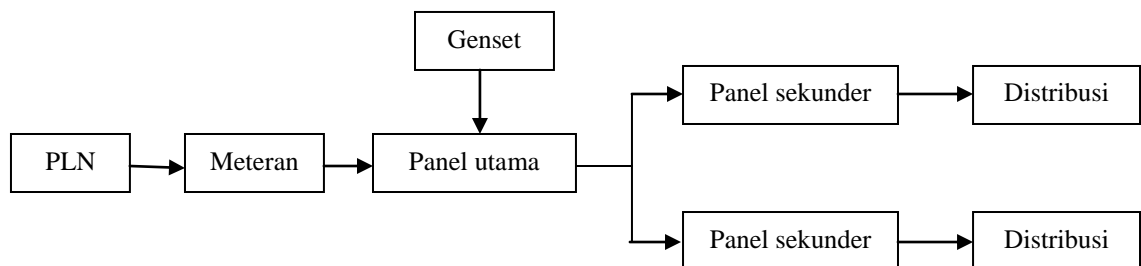 Genset
Panel sekunder
Distribusi
PLN
Meteran
Panel utama
Panel sekunder
Distribusi